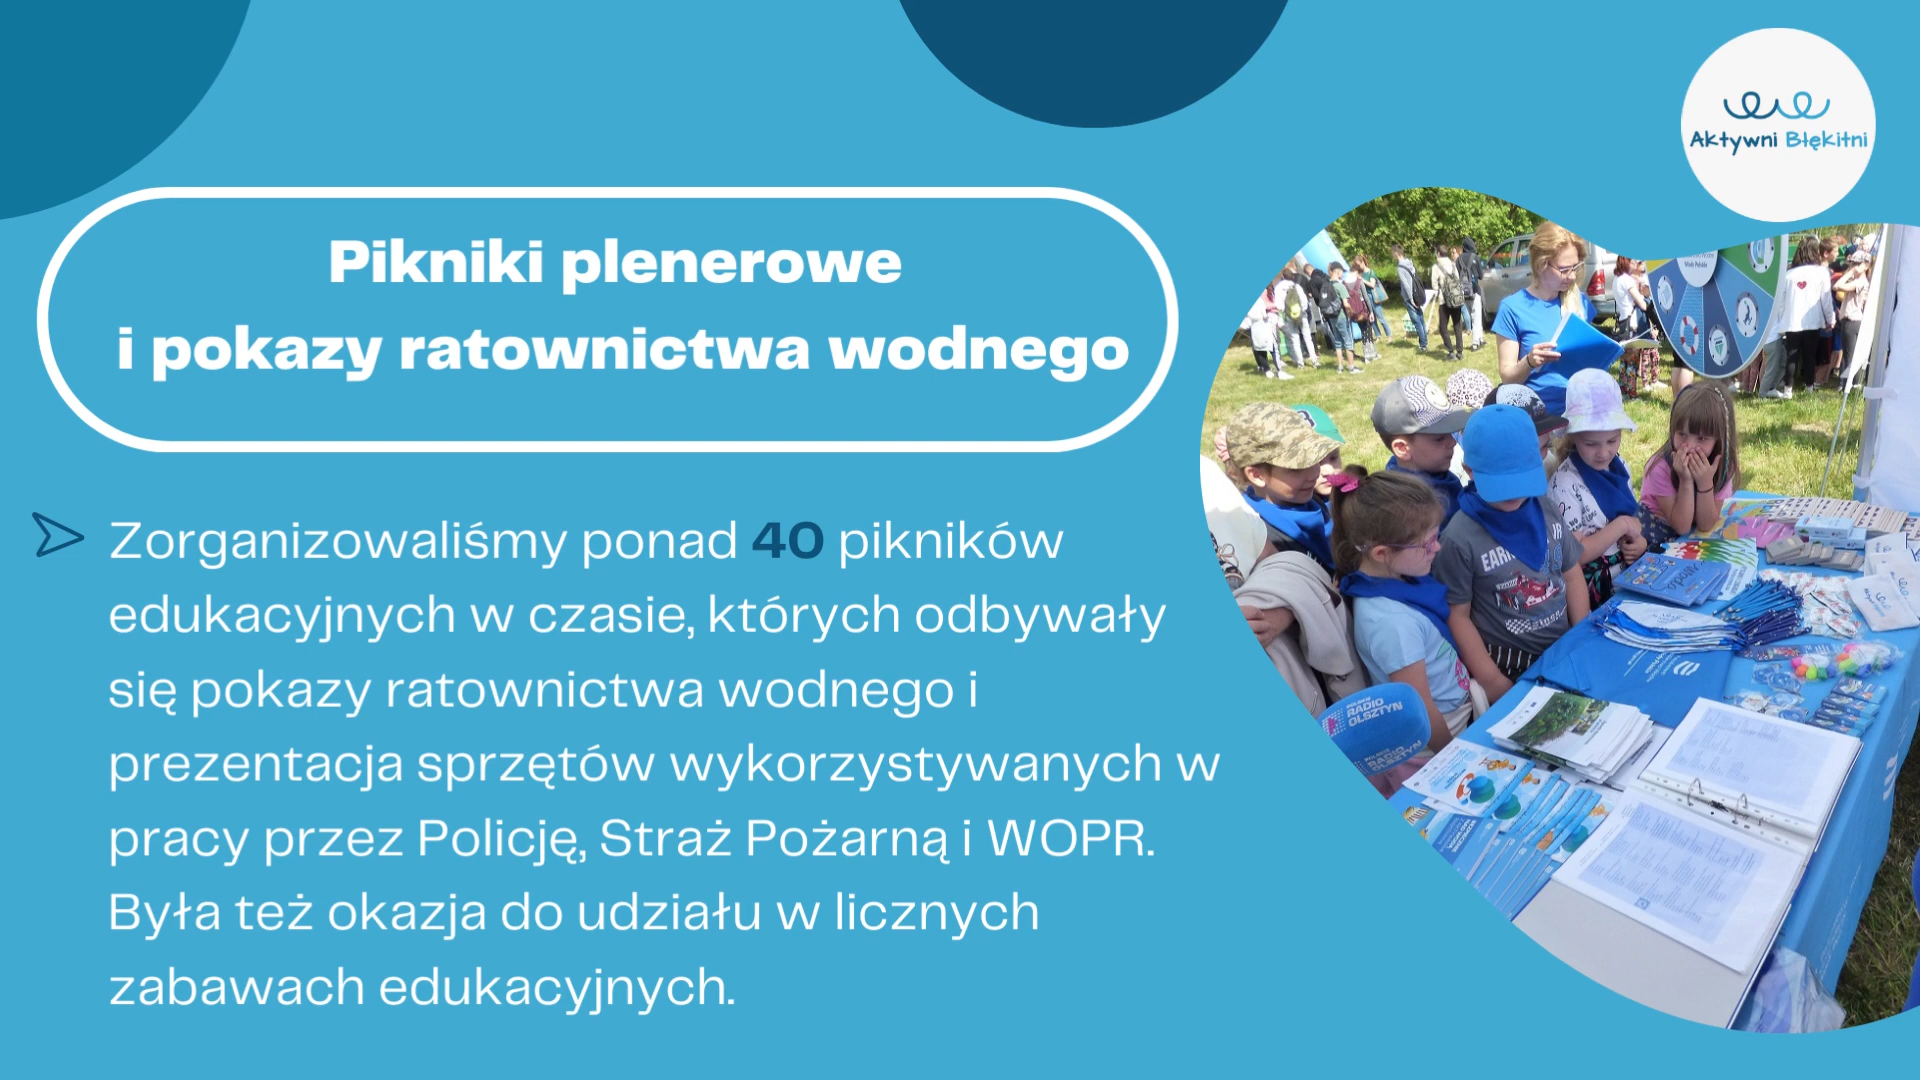 Aktywni Błękitni
Pikniki plenerowe
i pokazy ratownictwa wodnego
Zorganizowaliśmy ponad 40 pikników
edukacyjnych w czasie, których odbywały
się pokazy ratownictwa wodnego i
prezentacja sprzętów wykorzystywanych w
pracy przez Policję, Straż Pożarną i WOPR.
Była też okazja do udziału w licznych
zabawach edukacyjnych.
RADIO
OLSZTYN
RADIO
OLSZTYN